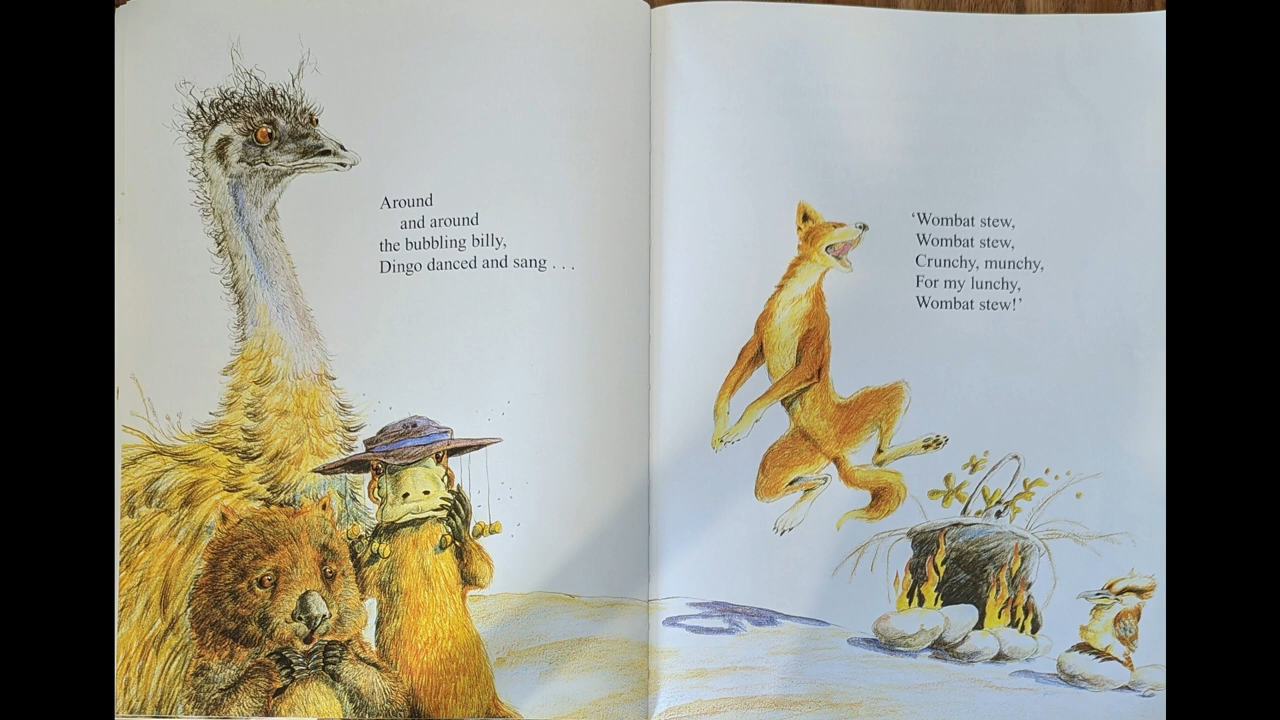 Around
and around
the bubbling billy,
Dingo danced and sang . . .
‘Wombat stew,
Wombat stew,
Crunchy, munchy,
For my lunchy,
Wombat stew!’